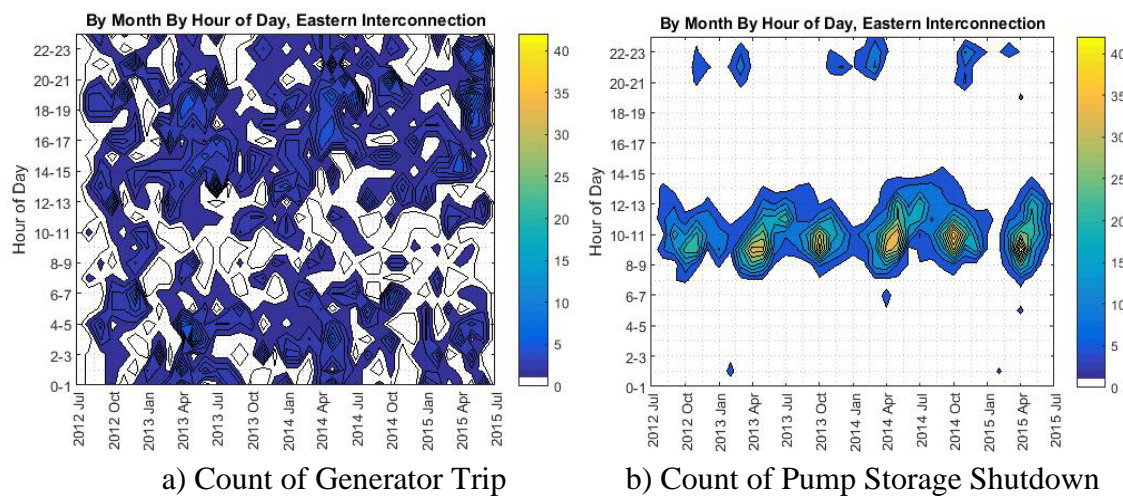 By Month By Hour of Day, Eastern Interconnection
Hour of Day
22-23
20-21
18-19
16-17
14-15
12-13
10-11
8-9
6-7
4-5
2-3
0-1
2012 Jul
2012 Oct
2013 Jan
2013 Apr
2013 Jul
2013 Oct
2014 Jan
2014 Apr
2014 Jul
2014 Oct
2015 Jan
2015 Apr
2015 Jul
40
35
30
25
20
15
10
5
0
a) Count of Generator Trip
By Month By Hour of Day, Eastern Interconnection
Hour of Day
22-23
20-21
18-19
16-17
14-15
12-13
10-11
8-9
6-7
4-5
2-3
0-1
2012 Jul
2012 Oct
2013 Jan
2013 Apr
2013 Jul
2013 Oct
2014 Jan
2014 Apr
2014 Jul
2014 Oct
2015 Jan
2015 Apr
2015 Jul
40
35
30
25
20
15
10
5
0
b) Count of Pump Storage Shutdown